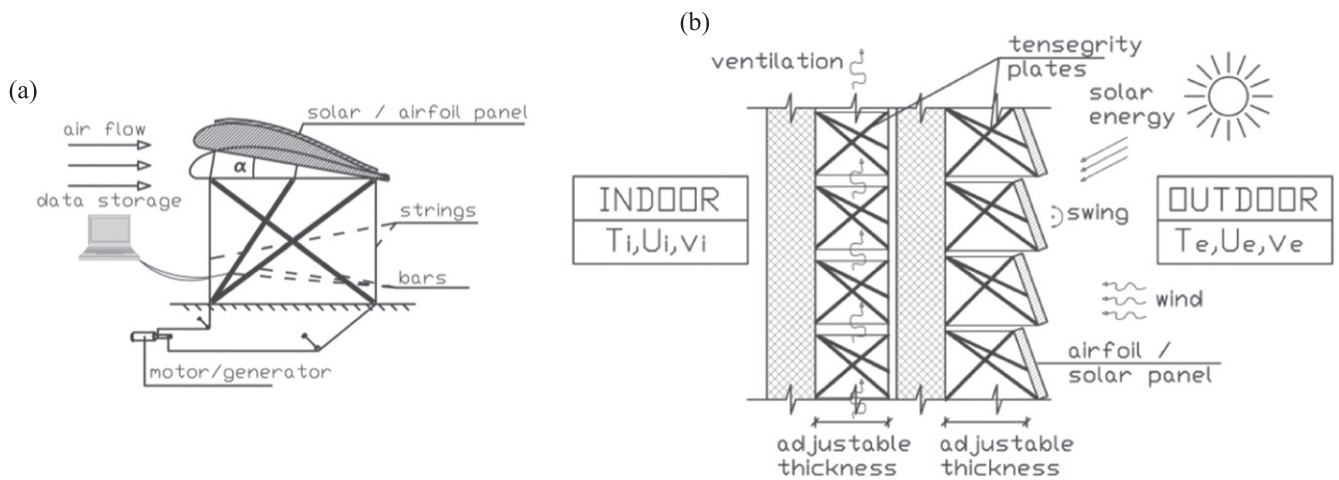 (a)
solar / airfoil panel
air flow
α
data storage
strings
bars
motor/generator
(b)
ventilation
tensegrity
plates
solar
energy
INDOOR
Ti,Ui,vi
swing
OUTDOOR
Te,Ue,ve
wind
airfoil /
solar panel
adjustable
thickness
adjustable
thickness